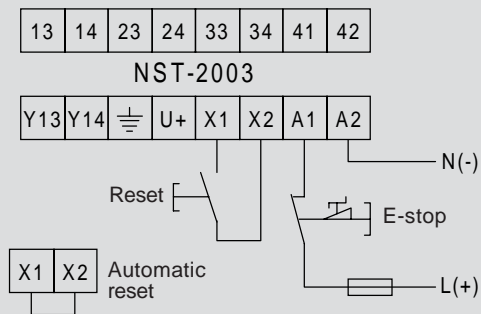 13 14 23 24 33 34 41 42
NST-2003
Y13 Y14 U+ X1 X2 A1 A2
N(-)
Reset
E-stop
X1 X2 Automatic
reset
L(+)